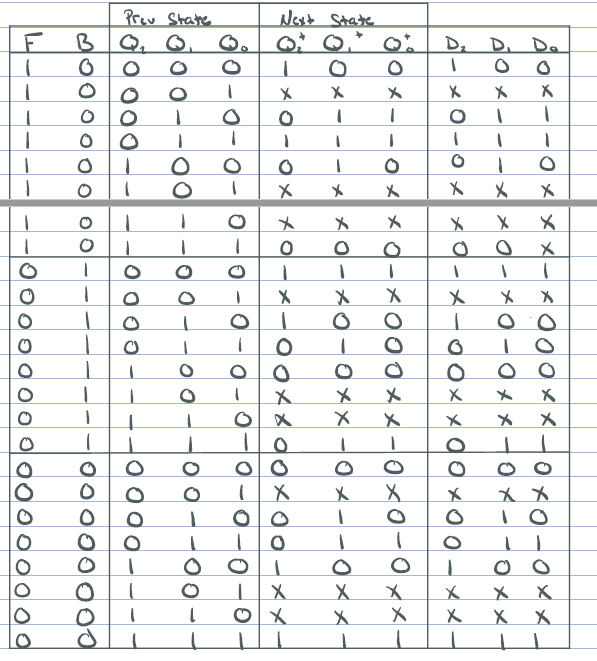 Prev State Next State
F B Q₂ Q₁ Q₀ Q₂⁺ Q₁⁺ Q₀⁺ D₂ D₁ D₀
1 0 0 0 0 1 0 0 1 0 0
1 0 0 0 1 x x x x x x
1 0 0 1 0 0 1 1 0 1 1
1 0 0 1 1 1 1 1 1 1 1
1 0 1 0 0 0 1 0 0 1 0
1 0 1 0 1 x x x x x x
1 0 1 1 0 x x x x x x
1 0 1 1 1 0 0 0 0 0 x
0 1 0 0 0 1 1 1 1 1 1
0 1 0 0 1 x x x x x x
0 1 0 1 0 1 0 0 1 0 0
0 1 0 1 1 0 1 0 0 1 0
0 1 1 0 0 0 0 0 0 0 0
0 1 1 0 1 x x x x x x
0 1 1 1 0 x x x x x x
0 1 1 1 1 0 1 1 0 1 1
0 0 0 0 0 0 0 0 0 0 0
0 0 0 0 1 x x x x x x
0 0 0 1 0 0 1 0 0 1 0
0 0 0 1 1 0 1 1 0 1 1
0 0 1 0 0 1 0 0 1 0 0
0 0 1 0 1 x x x x x x
0 0 1 1 0 x x x x x x
0 0 1 1 1 1 1 1 1 1 1